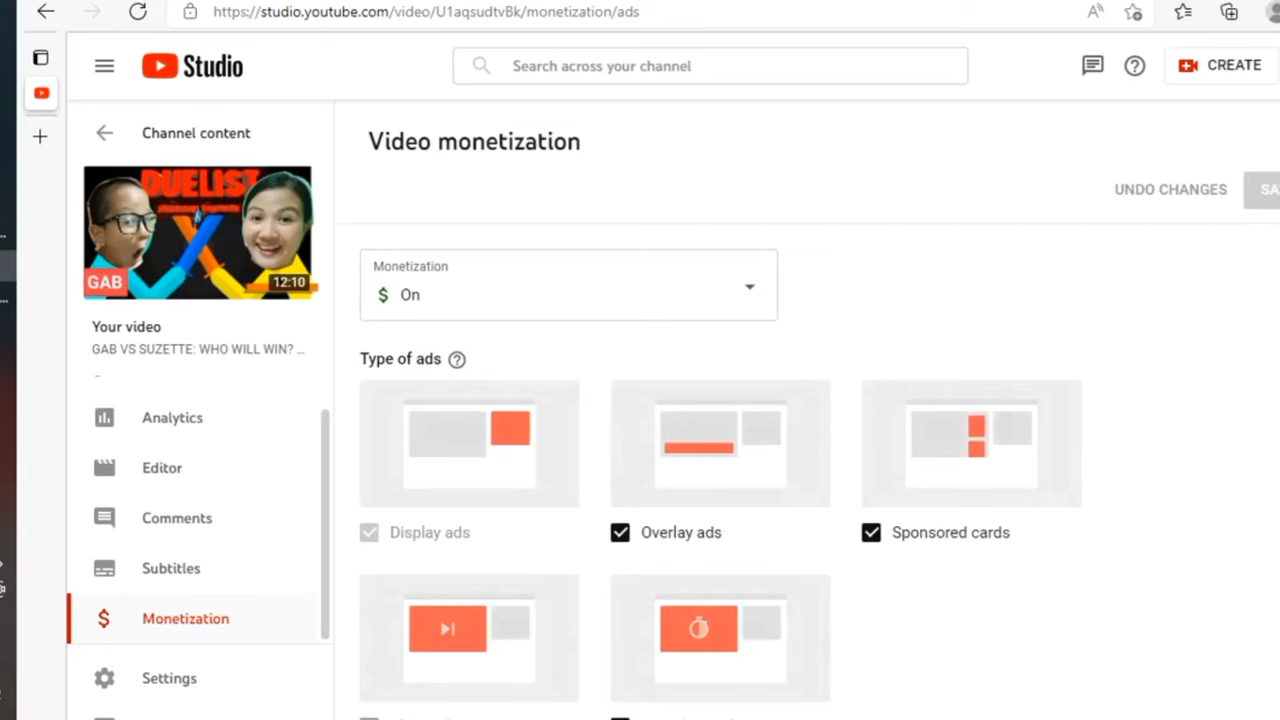 https://studio.youtube.com/video/U1aqsudtvBk/monetization/ads
Studio
Search across your channel
CREATE
Channel content
Video monetization
UNDO CHANGES
DUELIST
GAB
12:10
Monetization
$ On
Your video
GAB VS SUZETTE: WHO WILL WIN? ...
-
Type of ads
Analytics
Editor
Comments
Subtitles
Monetization
Settings
Display ads
Overlay ads
Sponsored cards